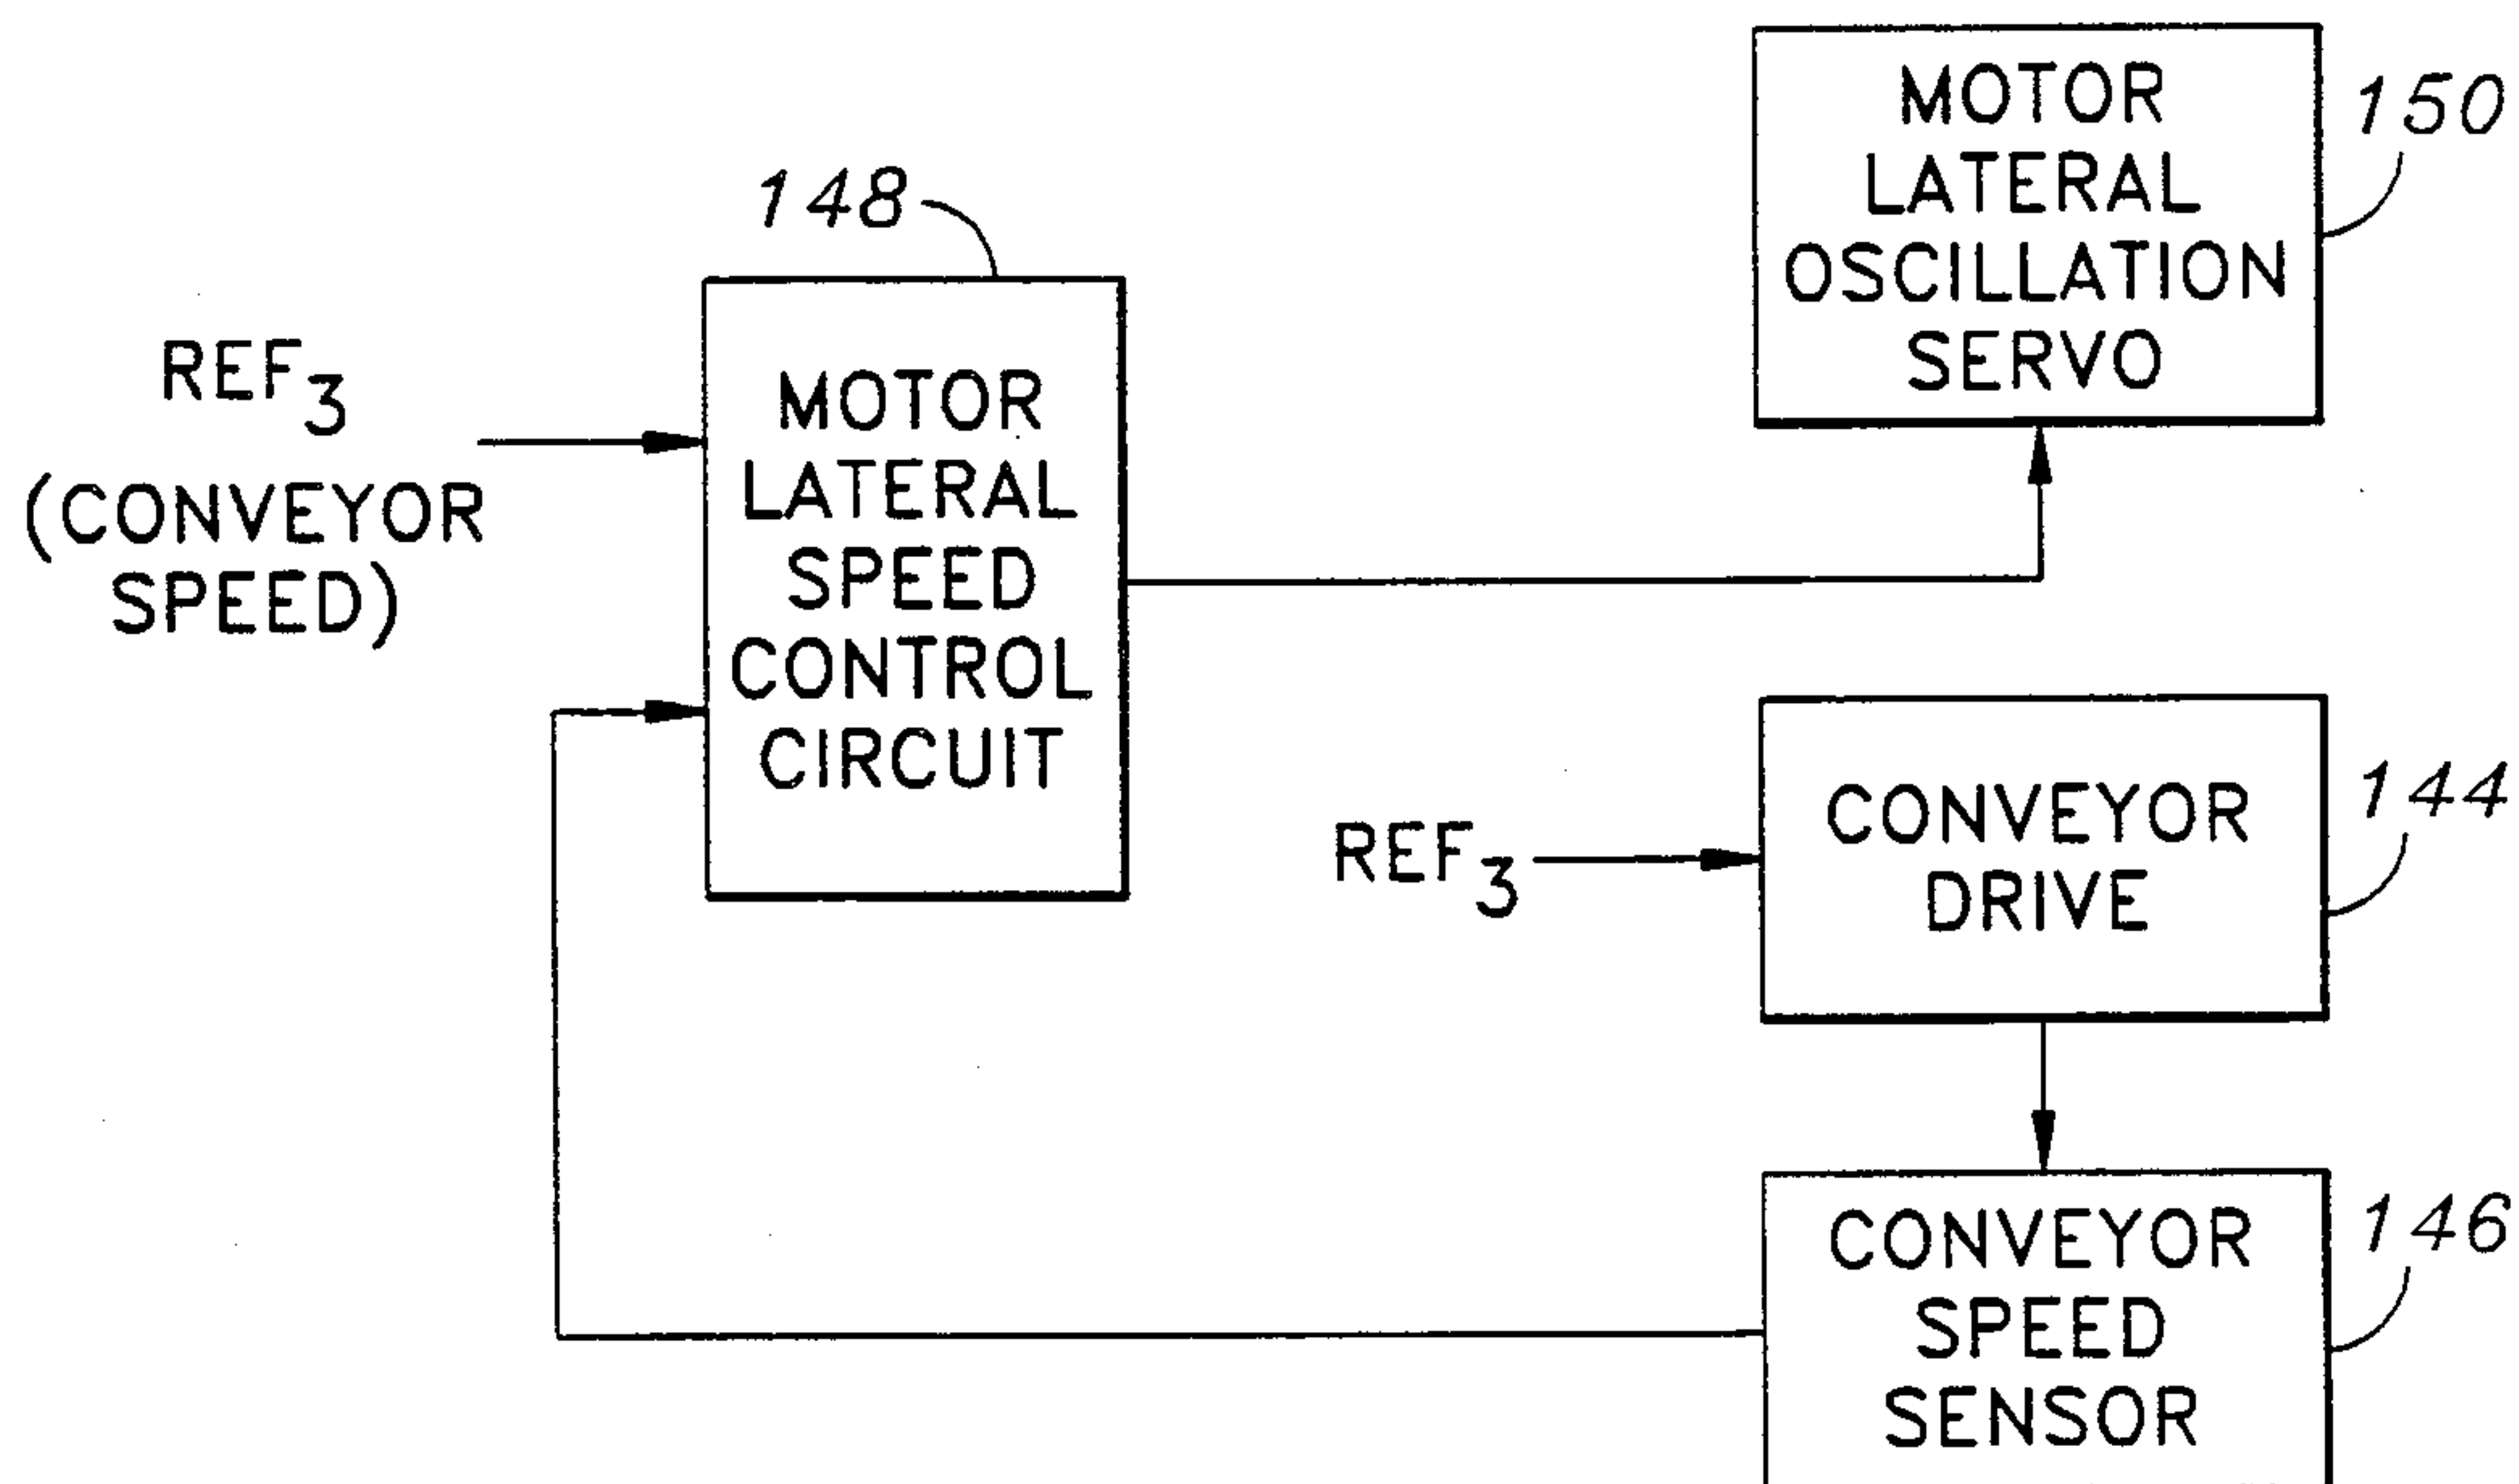 148
REF3
(CONVEYOR
SPEED)
MOTOR
LATERAL
SPEED
CONTROL
CIRCUIT
MOTOR
LATERAL
OSCILLATION
SERVO
150
REF3
CONVEYOR
DRIVE
144
CONVEYOR
SPEED
SENSOR
146